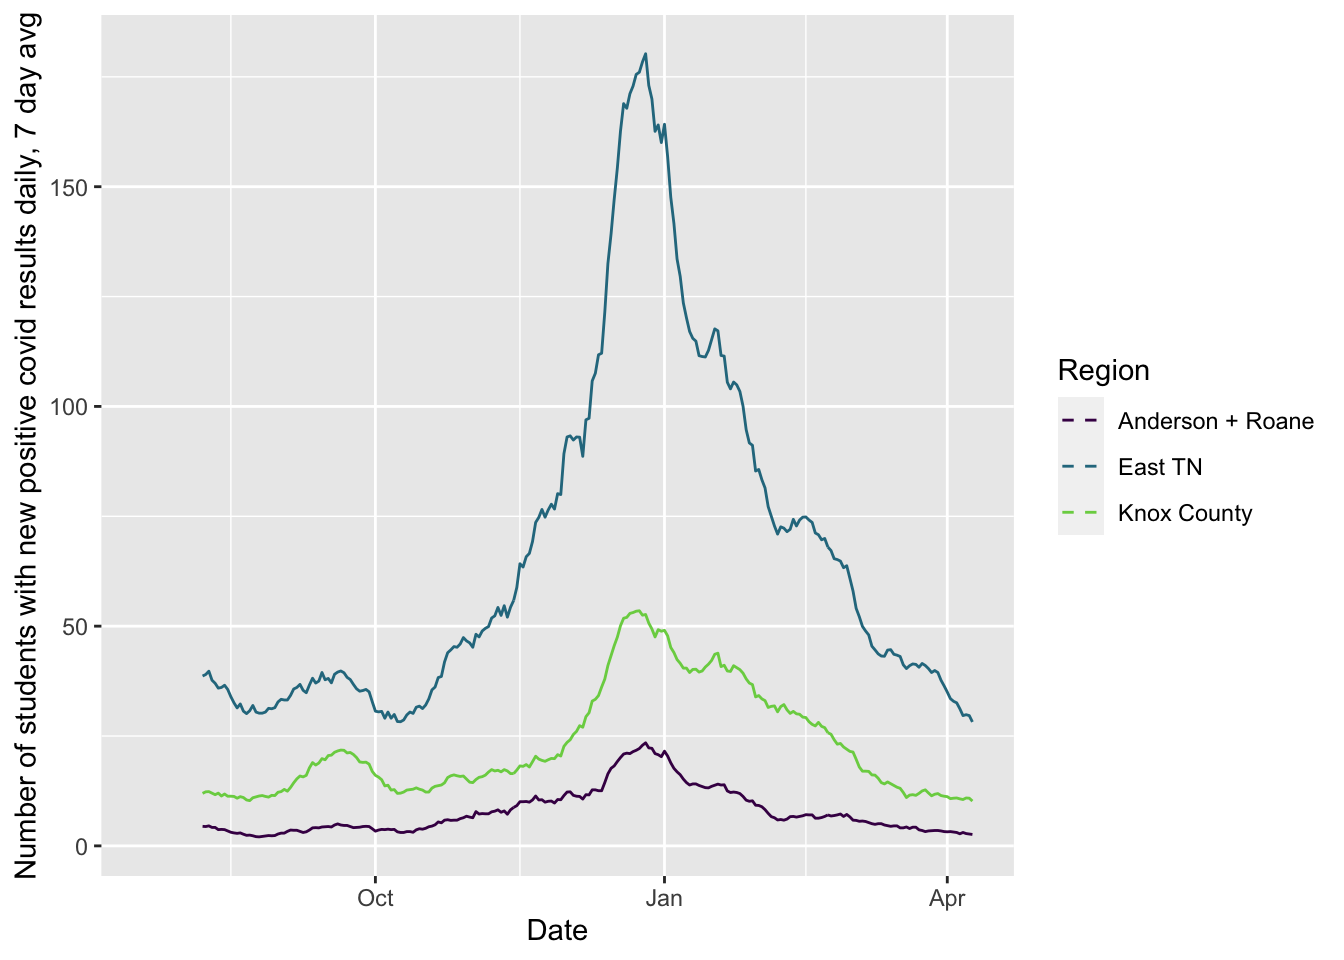 Number of students with new positive covid results daily, 7 day avg
150
100
50
0
Oct
Jan
Apr
Date
Region
Anderson + Roane
East TN
Knox County